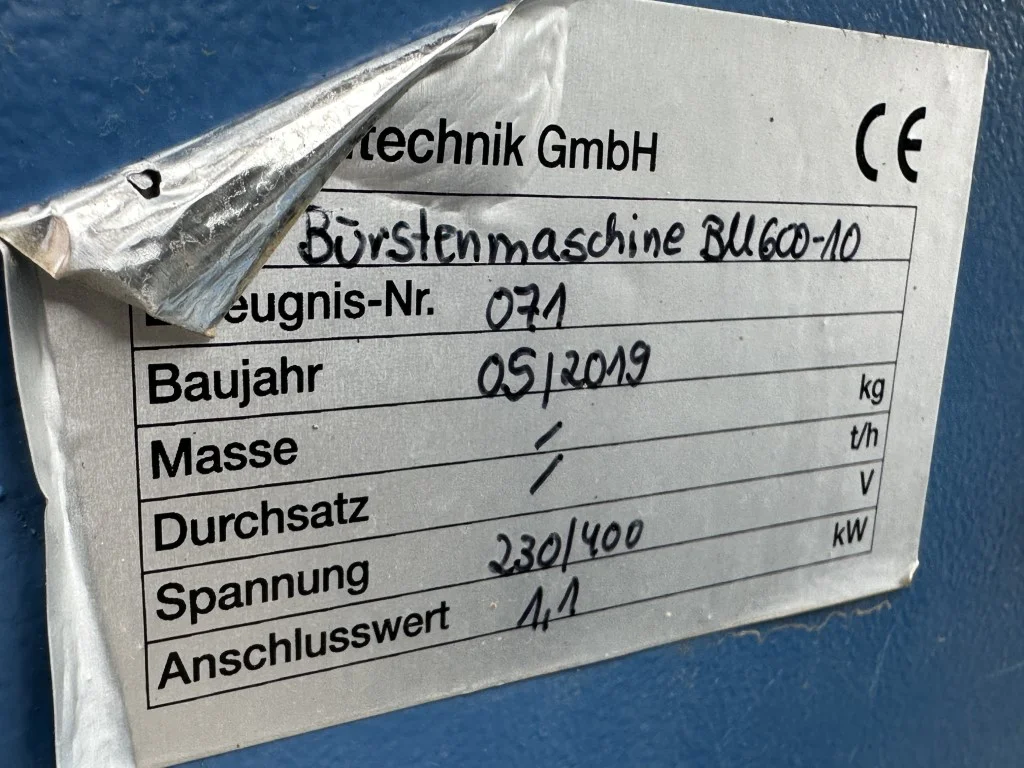 technik GmbH CE
Bürstenmaschine BU600-10
eugnis-Nr. 071
Baujahr 05/2019
Masse / kg
Durchsatz / t/h
Spannung 230/400 V
Anschlusswert 1,1 kW